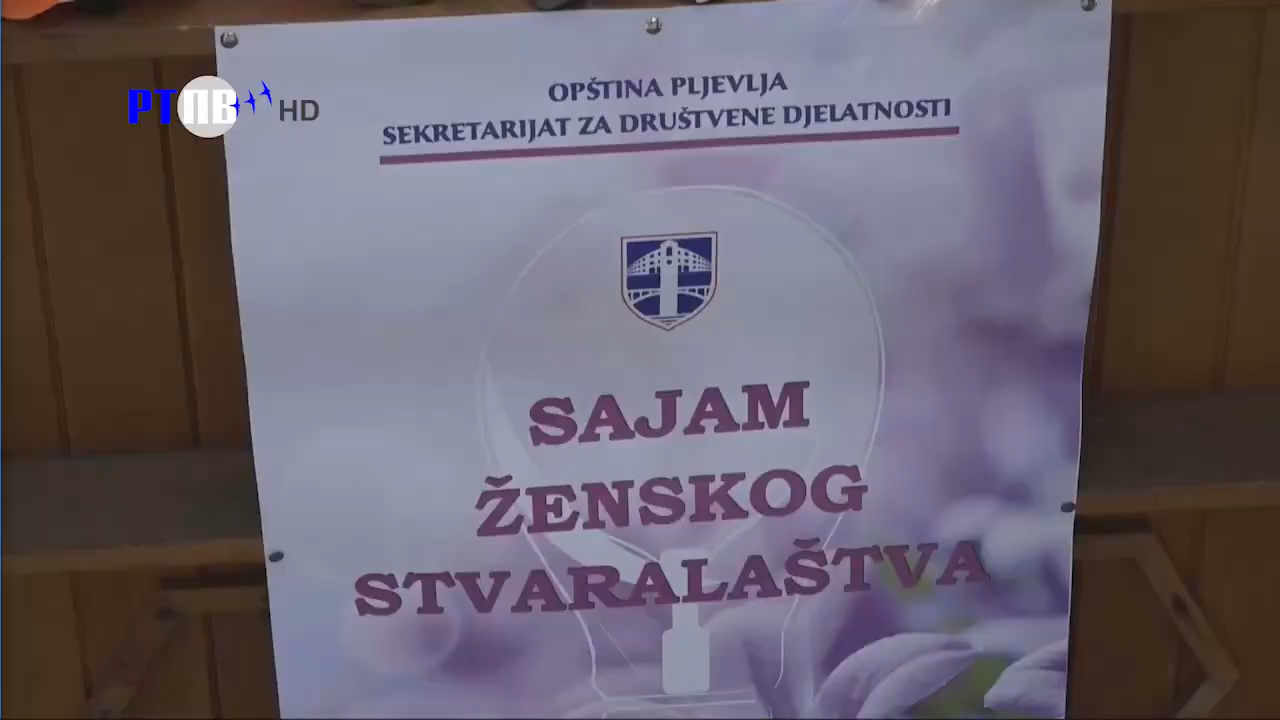 РТПВ HD
OPŠTINA PLJEVLJA
SEKRETARIJAT ZA DRUŠTVENE DJELATNOSTI
SAJAM
ŽENSKOG
STVARALAŠTVA